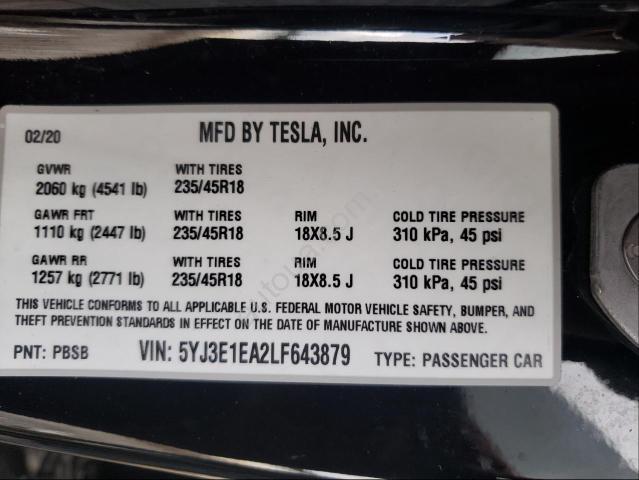 02/20 MFD BY TESLA, INC.
GVWR WITH TIRES
2060 kg (4541 lb) 235/45R18
GAWR FRT WITH TIRES RIM COLD TIRE PRESSURE
1110 kg (2447 lb) 235/45R18 18X8.5 J 310 kPa, 45 psi
GAWR RR WITH TIRES RIM COLD TIRE PRESSURE
1257 kg (2771 lb) 235/45R18 18X8.5 J 310 kPa, 45 psi
THIS VEHICLE CONFORMS TO ALL APPLICABLE U.S. FEDERAL MOTOR VEHICLE SAFETY, BUMPER, AND
THEFT PREVENTION STANDARDS IN EFFECT ON THE DATE OF MANUFACTURE SHOWN ABOVE.
PNT: PBSB VIN: 5YJ3E1EA2LF643879 TYPE: PASSENGER CAR